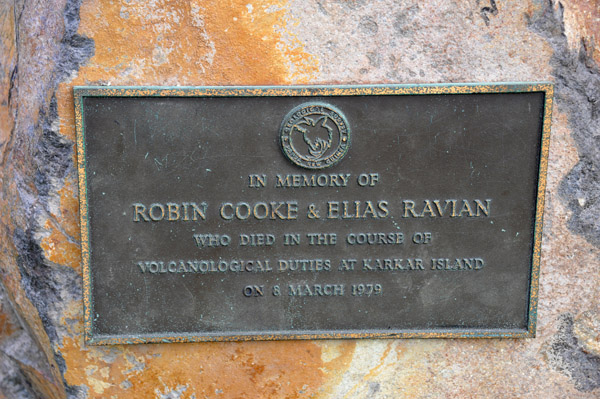 IN MEMORY OF
ROBIN COOKE & ELIAS RAVIAN
WHO DIED IN THE COURSE OF
VOLCANOLOGICAL DUTIES AT KARKAR ISLAND
ON 8 MARCH 1979